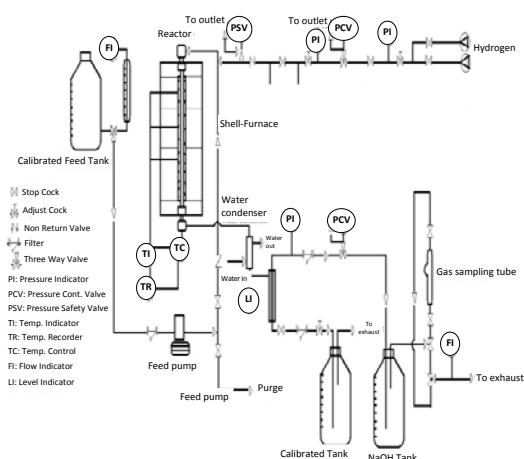 To outlet
PSV
To outlet
PCV
PI
PI
FI
Reactor
Hydrogen
Shell-Furnace
Calibrated Feed Tank
Stop Cock
Adjust Cock
Non Return Valve
Filter
Three Way Valve
PI: Pressure Indicator
PCV: Pressure Cont. Valve
PSV: Pressure Safety Valve
TI: Temp. Indicator
TR: Temp. Recorder
TC: Temp. Control
FI: Flow Indicator
LI: Level Indicator
Water
condenser
PI
PCV
TI
TC
TR
Water
out
Water in
LI
Gas sampling tube
To
exhaust
FI
Feed pump
Feed pump
Purge
To exhaust
Calibrated Tank
NaOH Tank